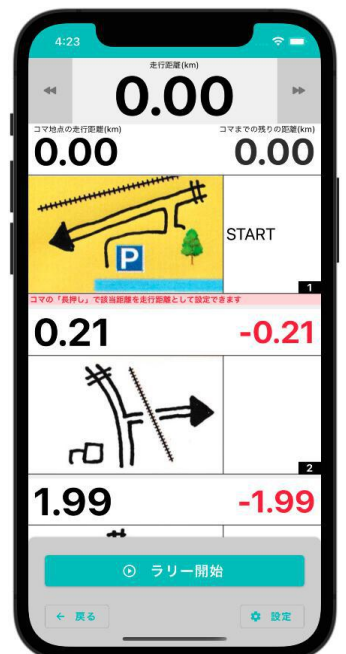 4:23
走行距離(km)
0.00
コマ地点の走行距離(km)
コマまでの残りの距離(km)
0.00
0.00
P
START
1
コマの「長押し」で該当距離を走行距離として設定できます
0.21
-0.21
2
1.99
-1.99
ラリー開始
戻る
設定